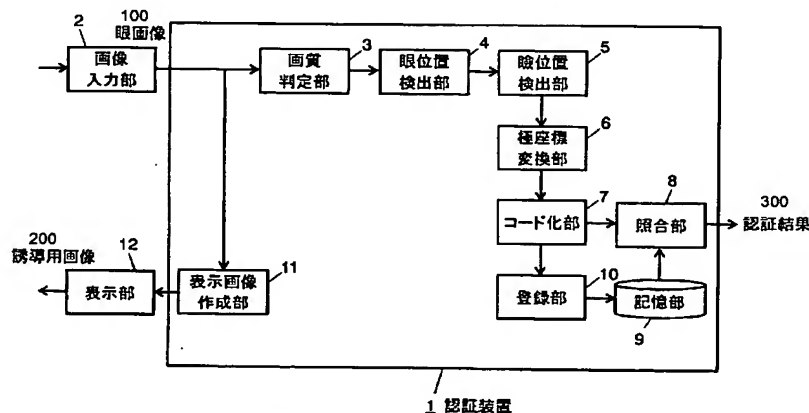 100
眼画像
2
画像
入力部
3
画質
判定部
4
眼位置
検出部
5
瞼位置
検出部
6
極座標
変換部
7
コード化部
8
照合部
300
認証結果
200
誘導用画像
12
表示部
11
表示画像
作成部
10
登録部
記憶部
9
1 認証装置